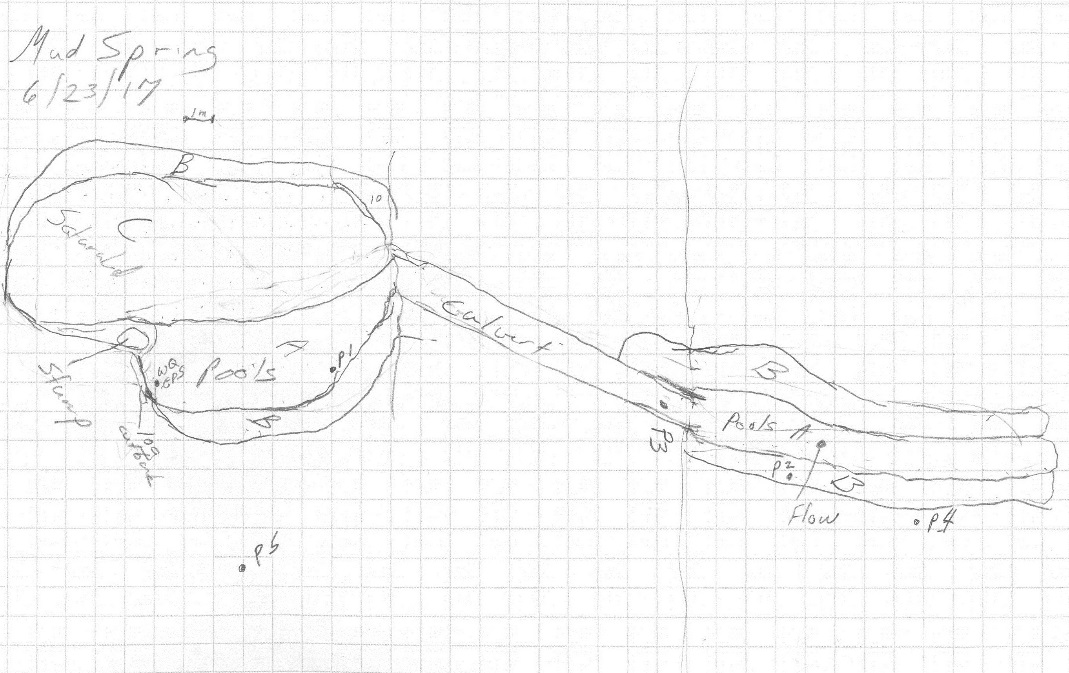 Mud Spring
6/23/17
1m
B
10
C
Saturated
Culvert
Stump
WQ
GPS
Pools A
P1
B
log
B
Pools A
P3
P2
B
Flow
P4
P5